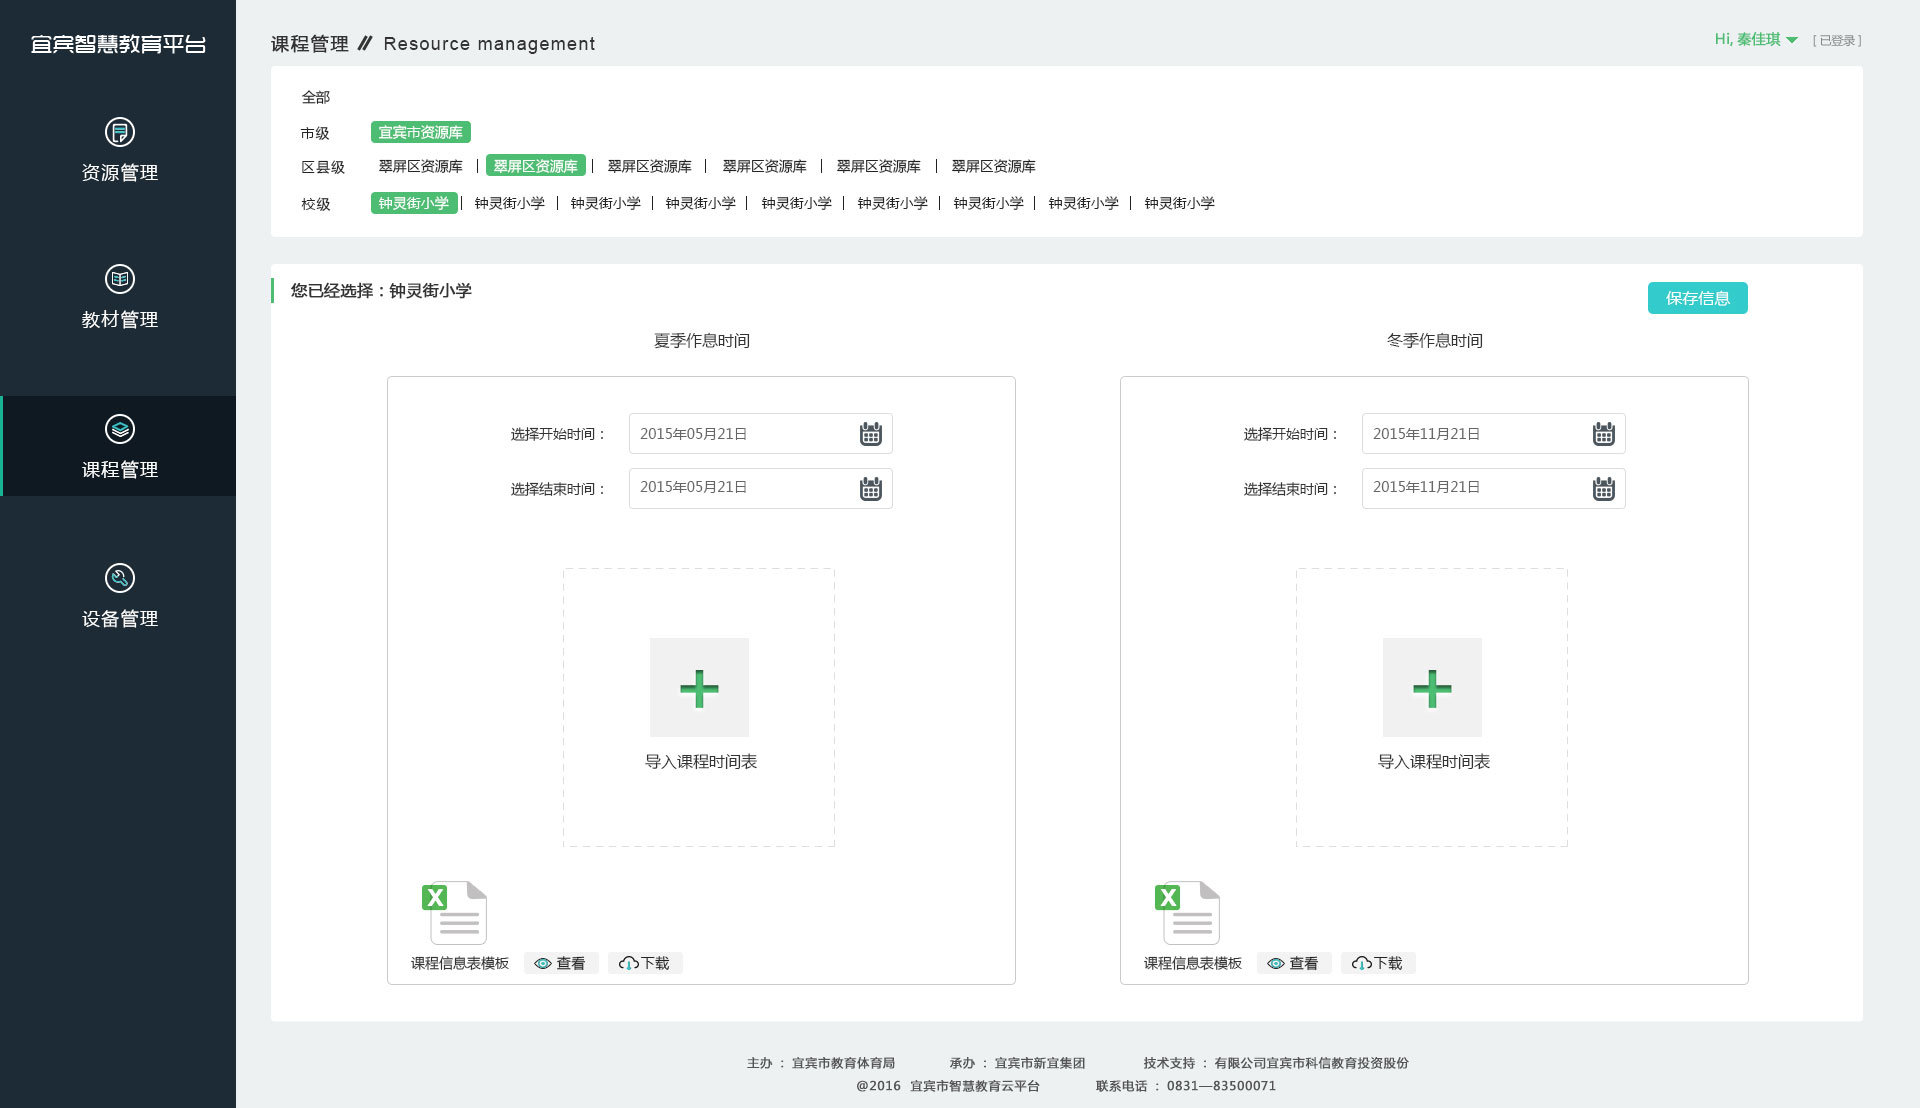 宜宾智慧教育平台
资源管理
教材管理
课程管理
设备管理
课程管理 // Resource management
Hi, 秦佳琪 [ 已登录 ]
全部
市级 宜宾市资源库
区县级 翠屏区资源库 | 翠屏区资源库 | 翠屏区资源库 | 翠屏区资源库 | 翠屏区资源库 | 翠屏区资源库
校级 钟灵街小学 | 钟灵街小学 | 钟灵街小学 | 钟灵街小学 | 钟灵街小学 | 钟灵街小学 | 钟灵街小学 | 钟灵街小学 | 钟灵街小学
您已经选择：钟灵街小学
保存信息
夏季作息时间
选择开始时间： 2015年05月21日
选择结束时间： 2015年05月21日
导入课程时间表
X
课程信息表模板 查看 下载
冬季作息时间
选择开始时间： 2015年11月21日
选择结束时间： 2015年11月21日
导入课程时间表
X
课程信息表模板 查看 下载
主办 ： 宜宾市教育体育局 承办 ： 宜宾市新宜集团 技术支持 ： 有限公司宜宾市科信教育投资股份
@2016 宜宾市智慧教育云平台 联系电话 ： 0831—83500071